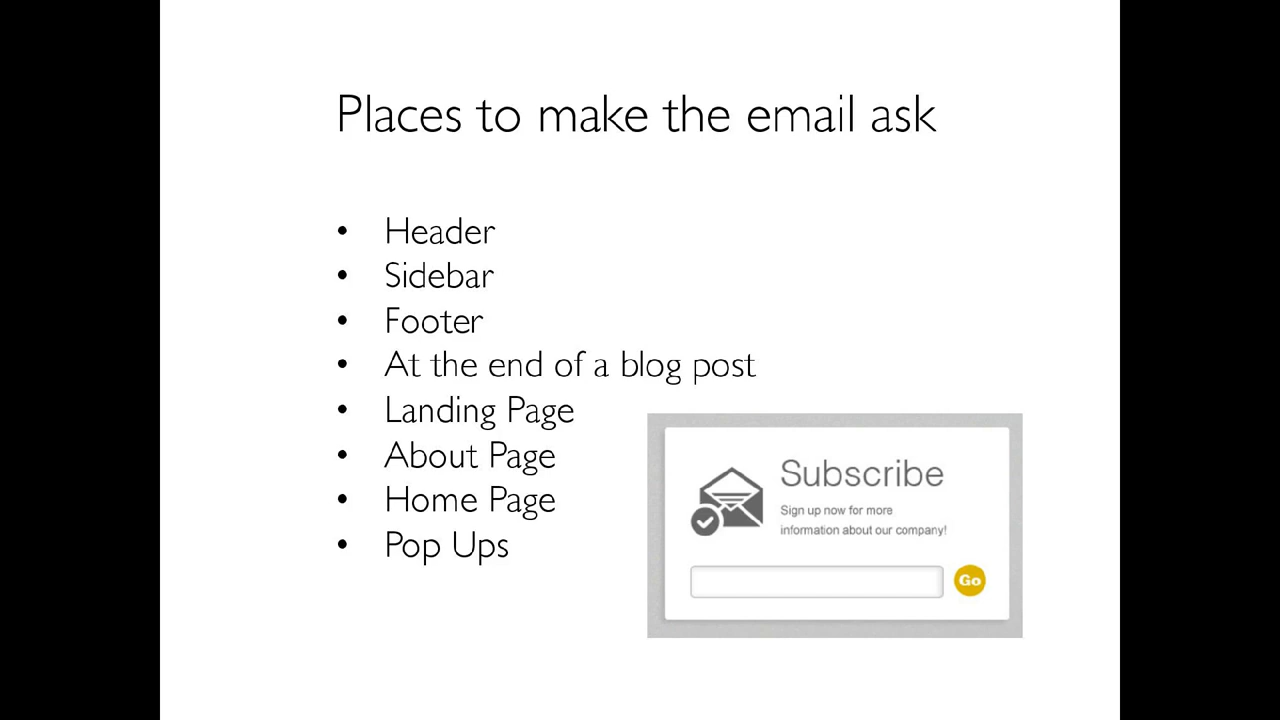 Places to make the email ask
• Header
• Sidebar
• Footer
• At the end of a blog post
• Landing Page
• About Page
• Home Page
• Pop Ups
Subscribe
Sign up now for more
information about our company!
Go